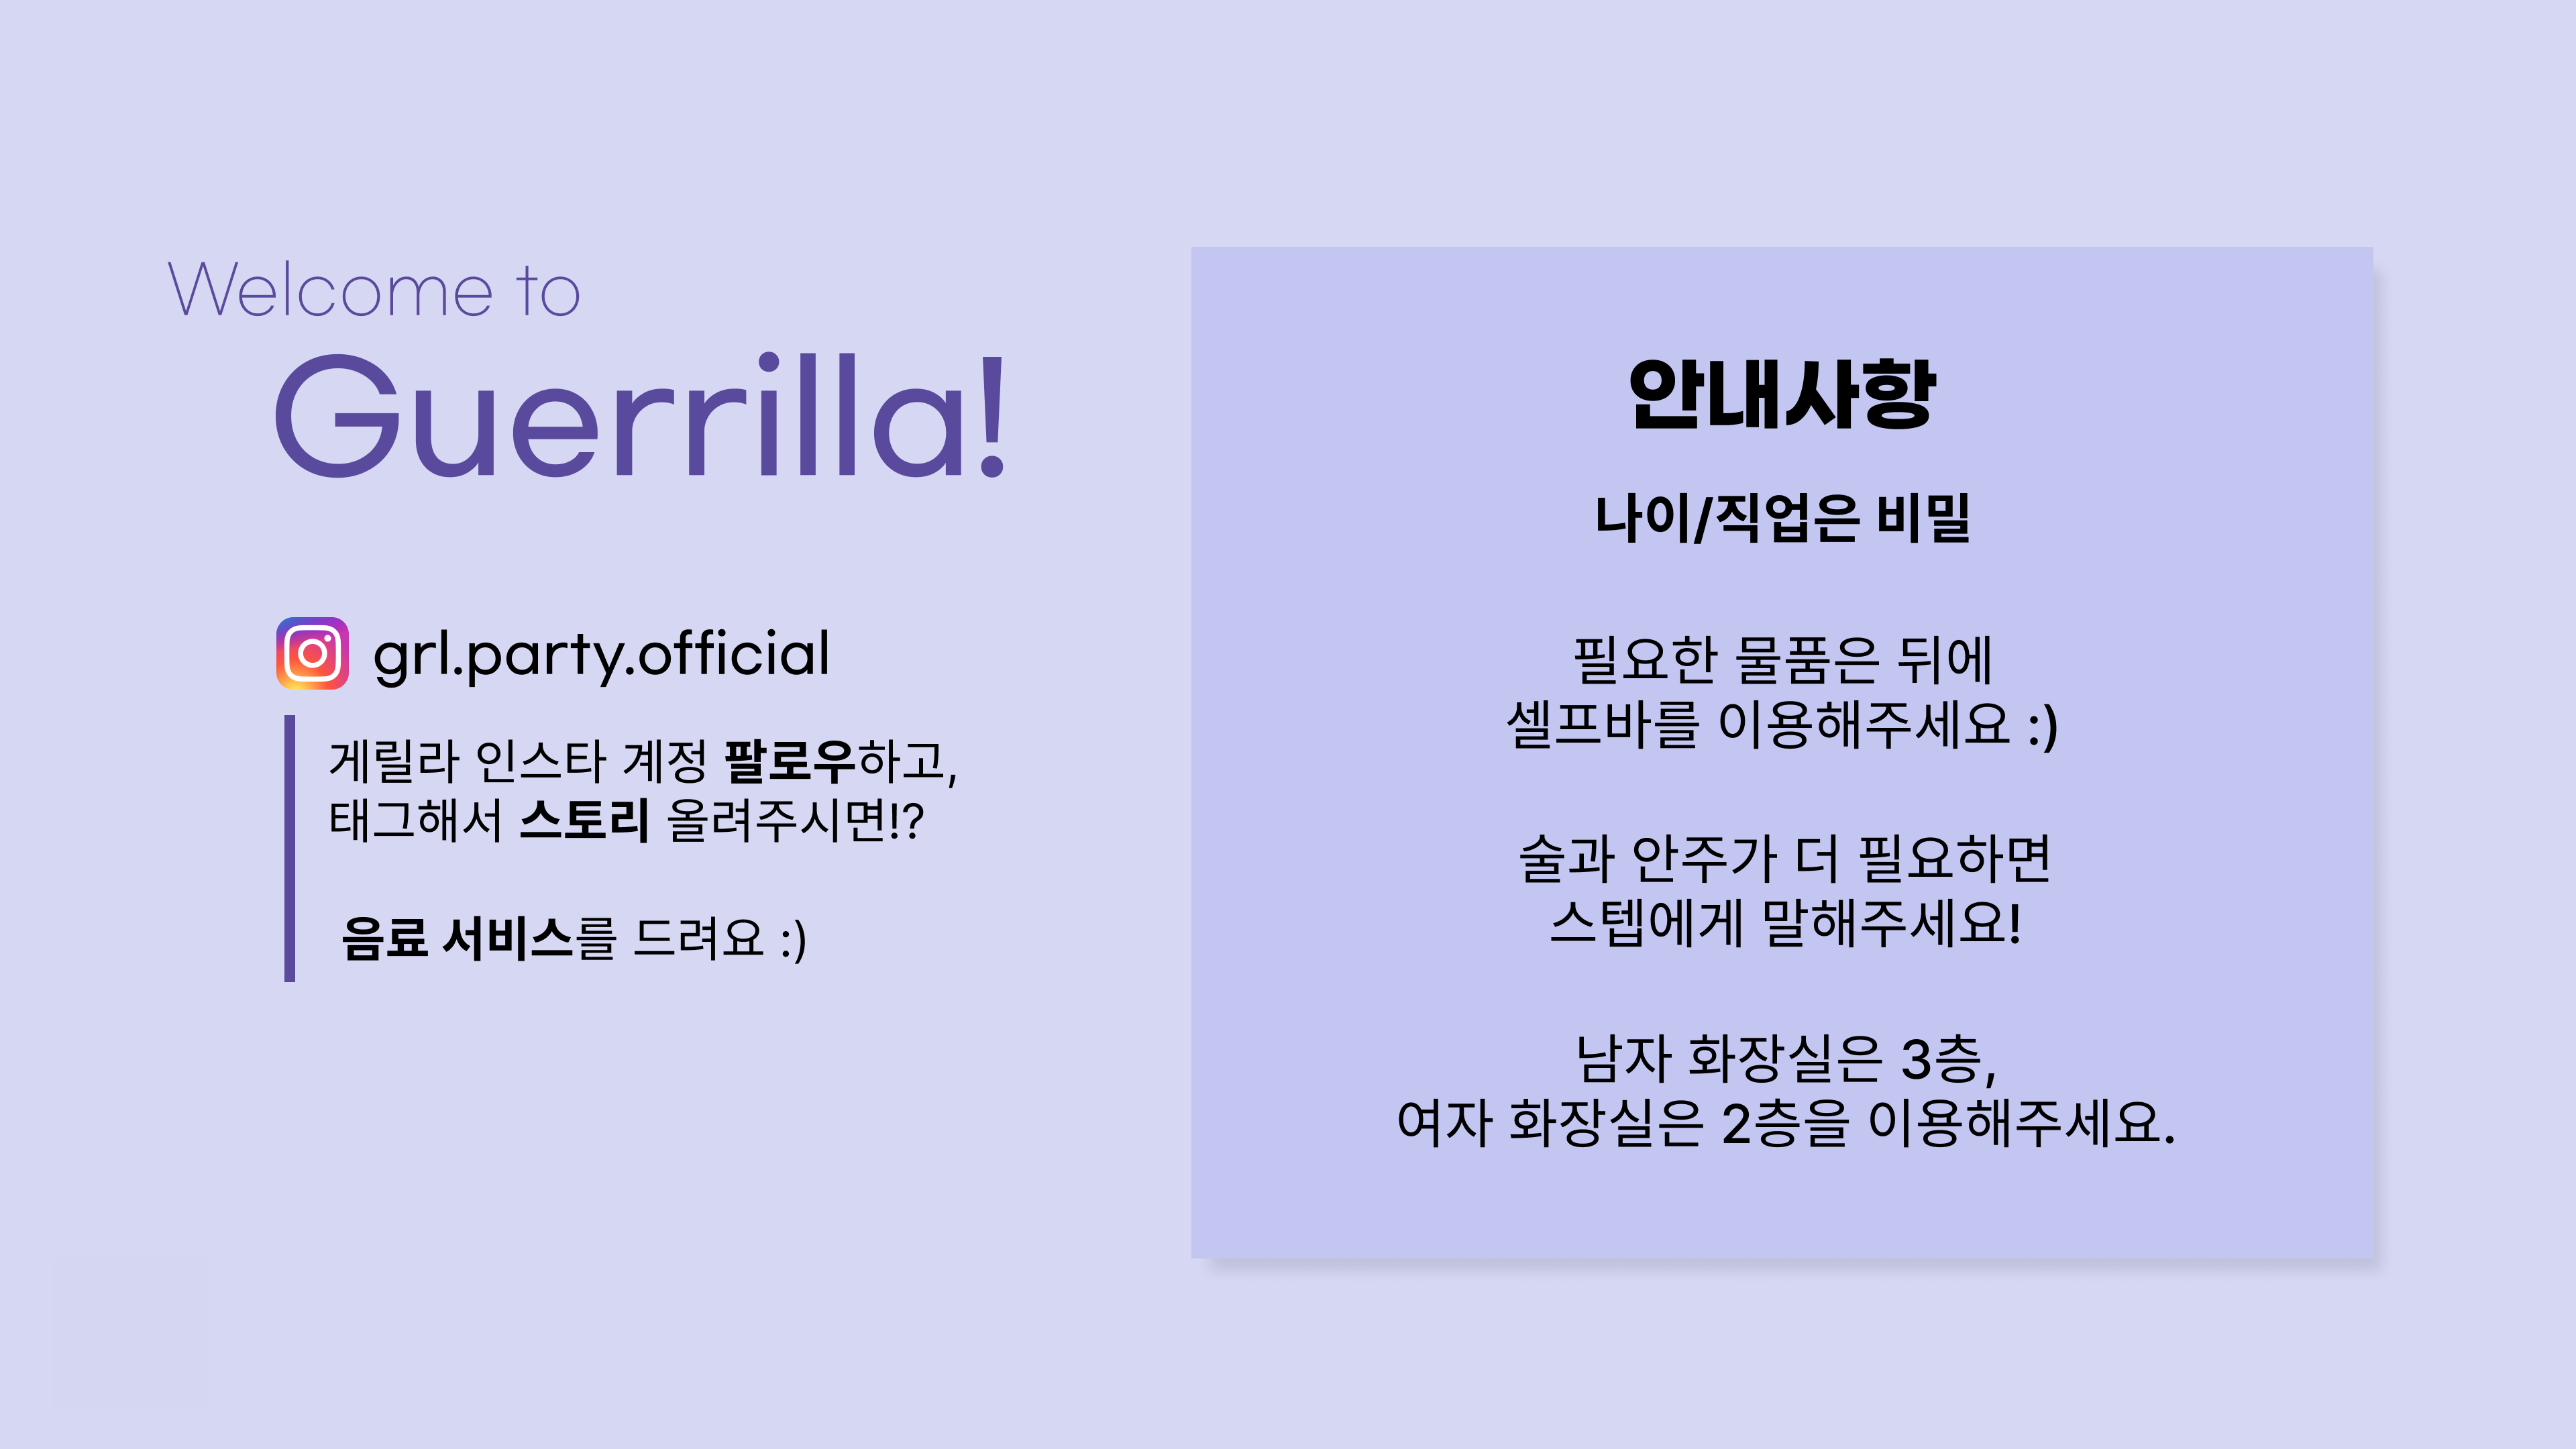 Welcome to
Guerrilla!
grl.party.official
게릴라 인스타 계정 팔로우하고,
태그해서 스토리 올려주시면!?
음료 서비스를 드려요 :)
안내사항
나이/직업은 비밀
필요한 물품은 뒤에
셀프바를 이용해주세요 :)
술과 안주가 더 필요하면
스텝에게 말해주세요!
남자 화장실은 3층,
여자 화장실은 2층을 이용해주세요.